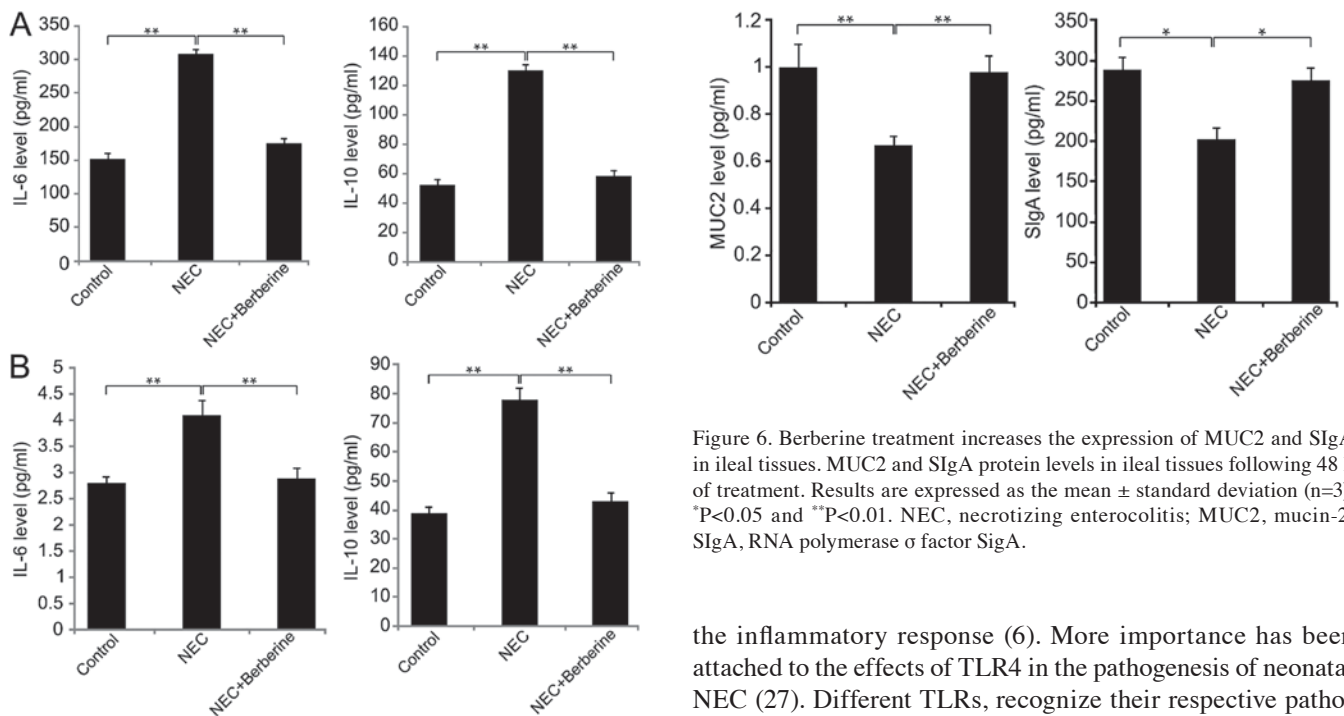 A
350
300
250
200
150
100
50
0
IL-6 level (pg/ml)
**
**
Control
NEC
NEC+Berberine
160
140
120
100
80
60
40
20
0
IL-10 level (pg/ml)
**
**
Control
NEC
NEC+Berberine
B
5
4.5
4
3.5
3
2.5
2
1.5
1
0.5
0
IL-6 level (pg/ml)
**
**
Control
NEC
NEC+Berberine
90
80
70
60
50
40
30
20
10
0
IL-10 level (pg/ml)
**
**
Control
NEC
NEC+Berberine
1.2
1
0.8
0.6
0.4
0.2
0
MUC2 level (pg/ml)
**
**
Control
NEC
NEC+Berberine
350
300
250
200
150
100
50
0
SIgA level (pg/ml)
*
*
Control
NEC
NEC+Berberine
Figure 6. Berberine treatment increases the expression of MUC2 and SIgA
in ileal tissues. MUC2 and SIgA protein levels in ileal tissues following 48
of treatment. Results are expressed as the mean ± standard deviation (n=3)
*P<0.05 and **P<0.01. NEC, necrotizing enterocolitis; MUC2, mucin-2
SIgA, RNA polymerase σ factor SigA.
the inflammatory response (6). More importance has been
attached to the effects of TLR4 in the pathogenesis of neonata
NEC (27). Different TLRs, recognize their respective patho